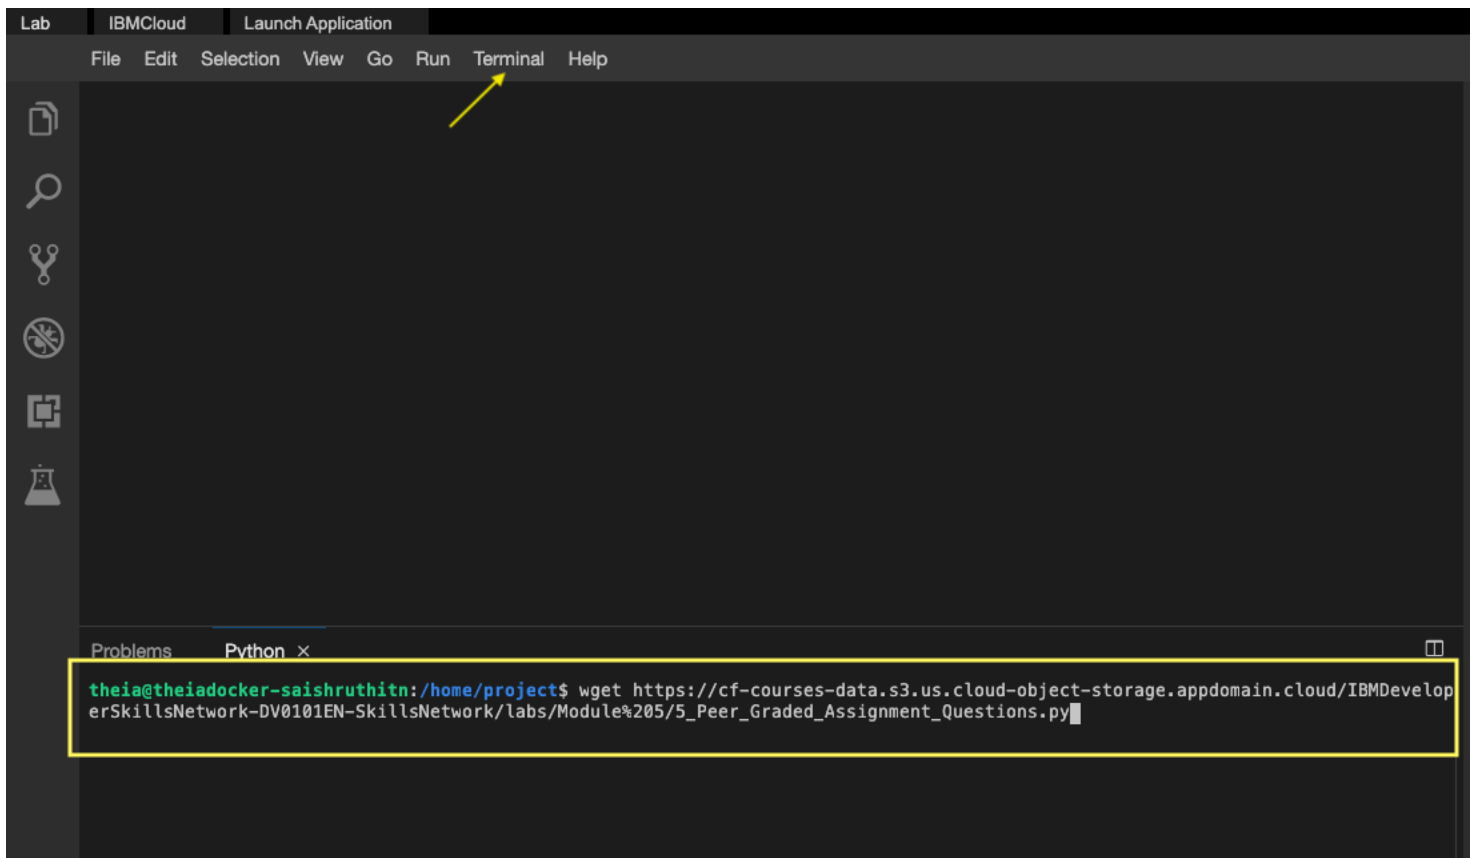 Lab IBMCloud Launch Application
File Edit Selection View Go Run Terminal Help
Problems Python ×
theia@theiadocker-saishruthitn:/home/project$ wget https://cf-courses-data.s3.us.cloud-object-storage.appdomain.cloud/IBMDevelop
erSkillsNetwork-DV0101EN-SkillsNetwork/labs/Module%205/5_Peer_Graded_Assignment_Questions.py